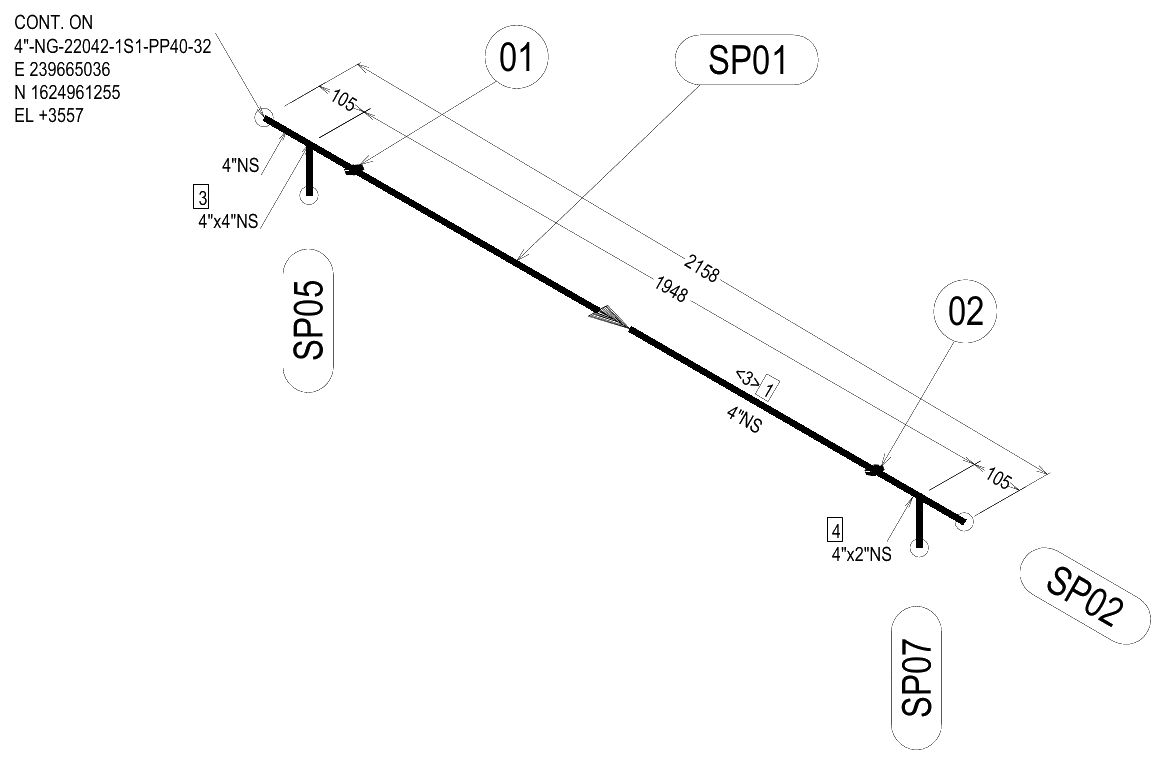 CONT. ON
4"-NG-22042-1S1-PP40-32
E 239665036
N 1624961255
EL +3557
01
SP01
105
4"NS
3
4"x4"NS
SP05
2158
1948
02
<3> 1
4"NS
105
4
4"x2"NS
SP02
SP07